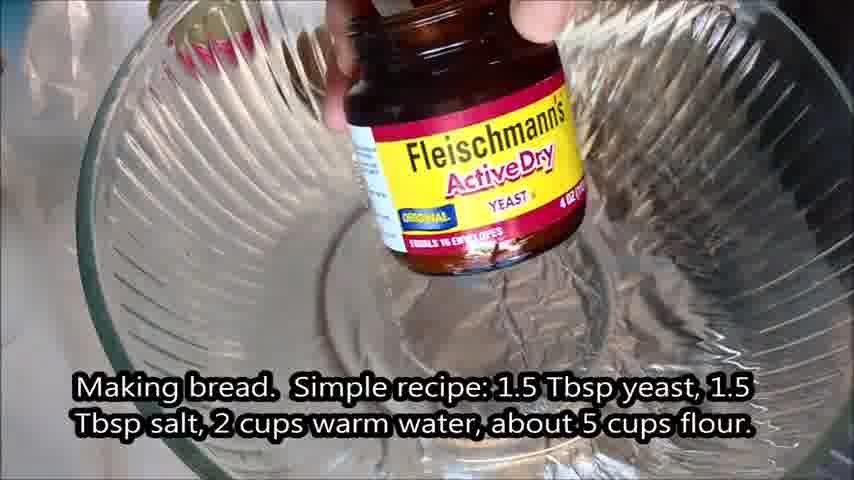 Fleischmann's
ActiveDry
YEAST
ORIGINAL
4 OZ
EQUALS 16 ENVELOPES
Making bread.  Simple recipe: 1.5 Tbsp yeast, 1.5
Tbsp salt, 2 cups warm water, about 5 cups flour.